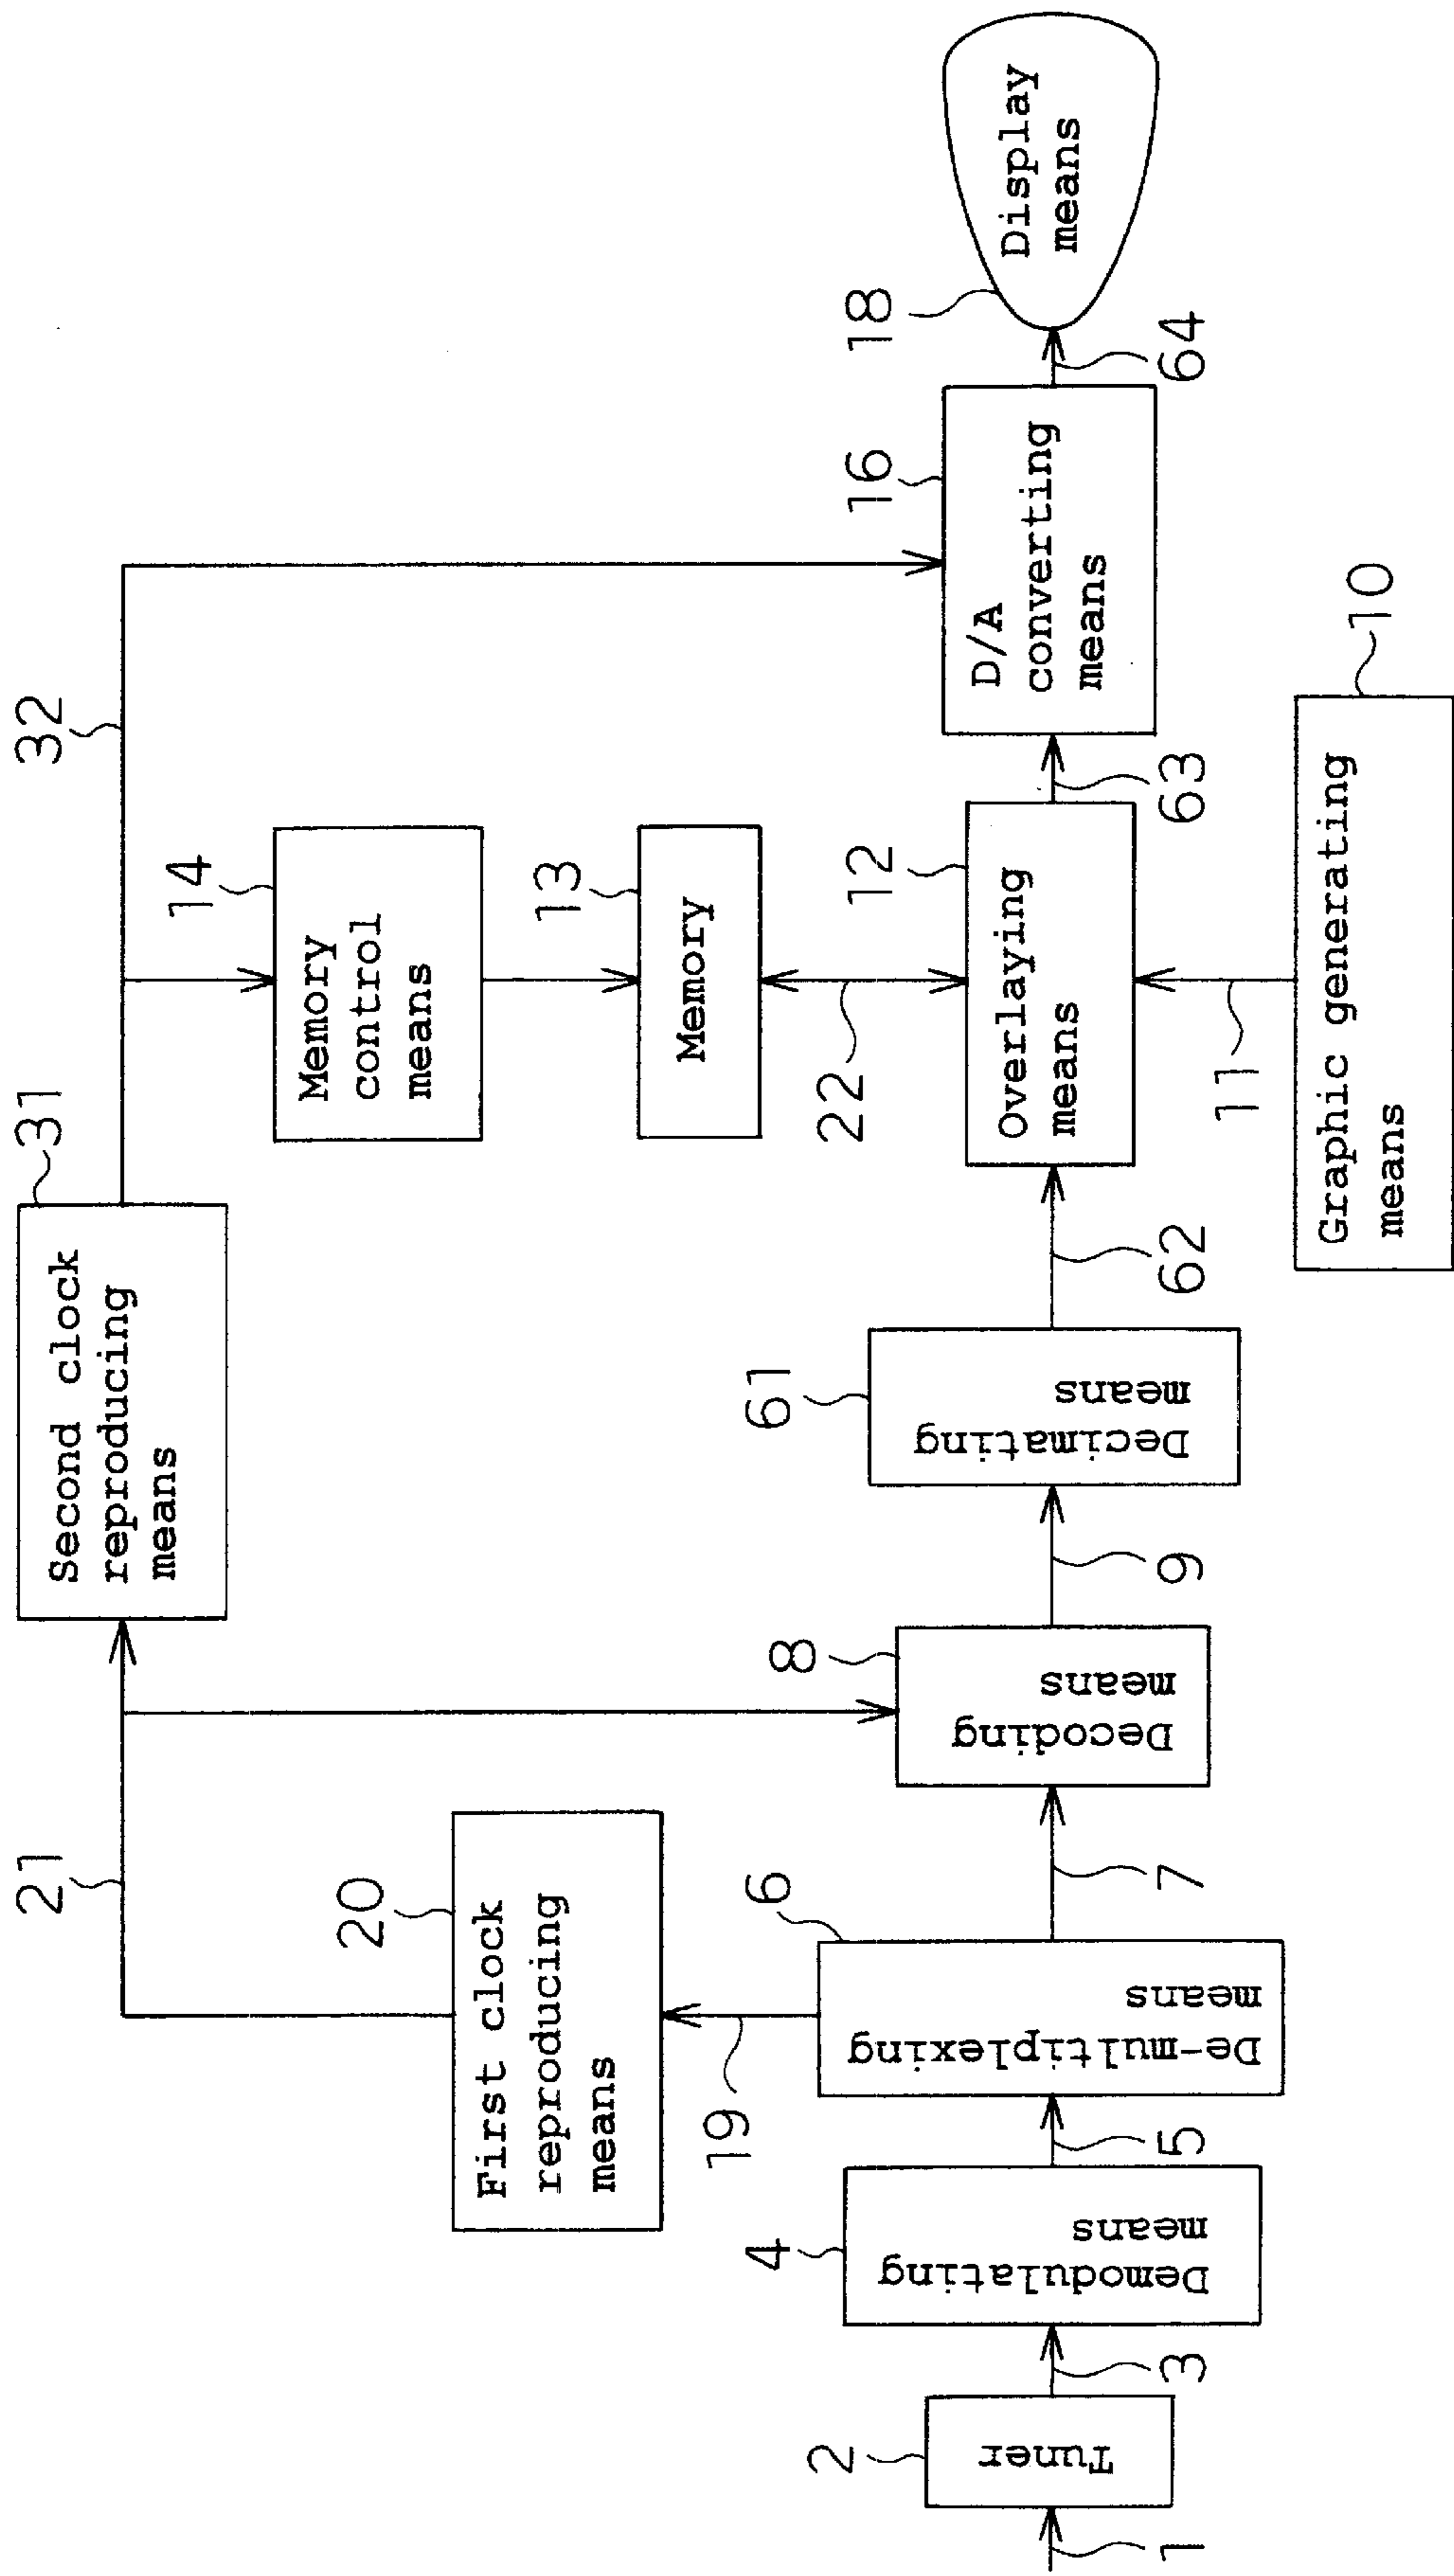 21
32
Second clock
reproducing
means
31
First clock
reproducing
means
20
Memory
control
means
14
Memory
13
19
22
1
Tuner
2
3
Demodulating
means
4
5
De-multiplexing
means
6
7
Decoding
means
8
9
Decimating
means
61
62
Overlaying
means
12
63
D/A
converting
means
16
64
Display
means
18
11
Graphic generating
means
10